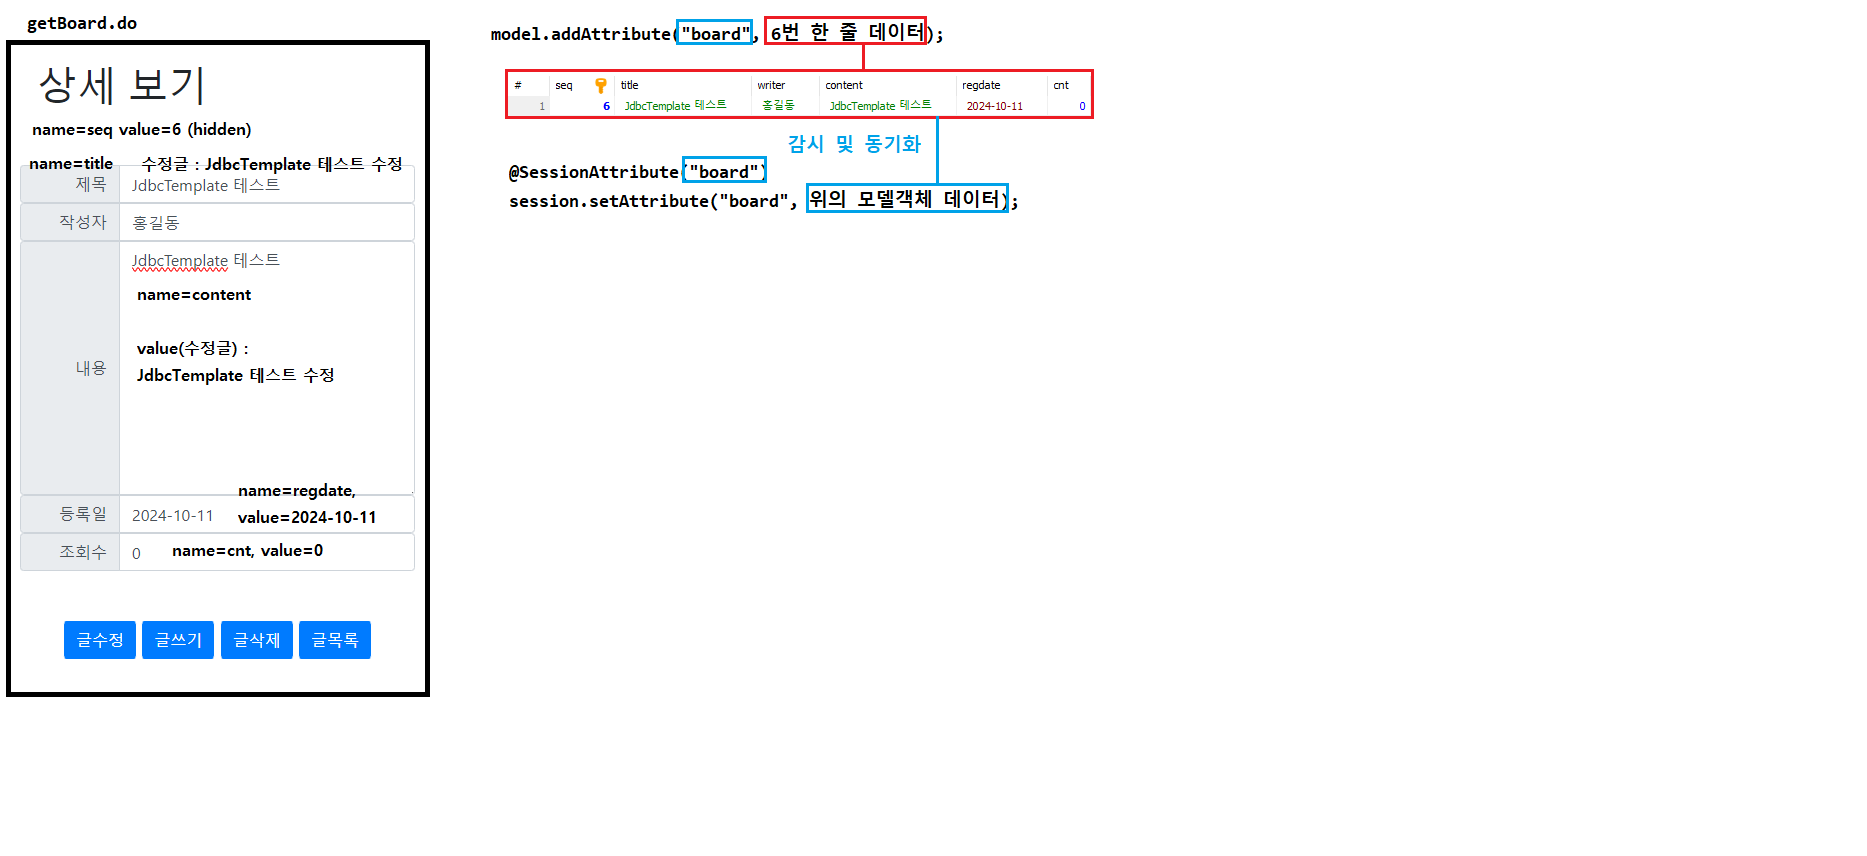 getBoard.do
상세 보기
name=seq value=6 (hidden)
name=title 수정글 : JdbcTemplate 테스트 수정
제목 JdbcTemplate 테스트
작성자 홍길동
JdbcTemplate 테스트
name=content
value(수정글) :
내용
JdbcTemplate 테스트 수정
name=regdate,
등록일 2024-10-11 value=2024-10-11
조회수 0 name=cnt, value=0
글수정 글쓰기 글삭제 글목록
model.addAttribute("board", 6번 한 줄 데이터);
# seq title writer content regdate cnt
1 6 JdbcTemplate 테스트 홍길동 JdbcTemplate 테스트 2024-10-11 0
감시 및 동기화
@SessionAttribute("board")
session.setAttribute("board", 위의 모델객체 데이터);